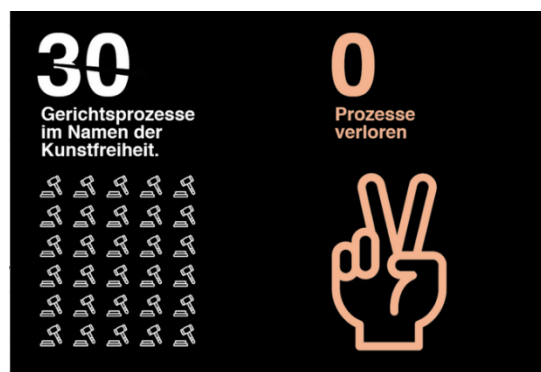 30
Gerichtsprozesse
im Namen der
Kunstfreiheit.
0
Prozesse
verloren